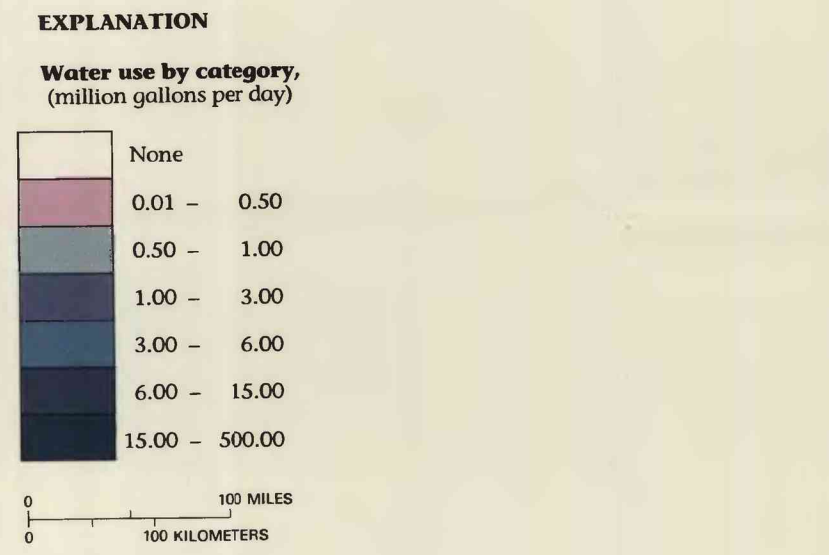 EXPLANATION
Water use by category,
(million gallons per day)
None
0.01 – 0.50
0.50 – 1.00
1.00 – 3.00
3.00 – 6.00
6.00 – 15.00
15.00 – 500.00
0 100 MILES
0 100 KILOMETERS